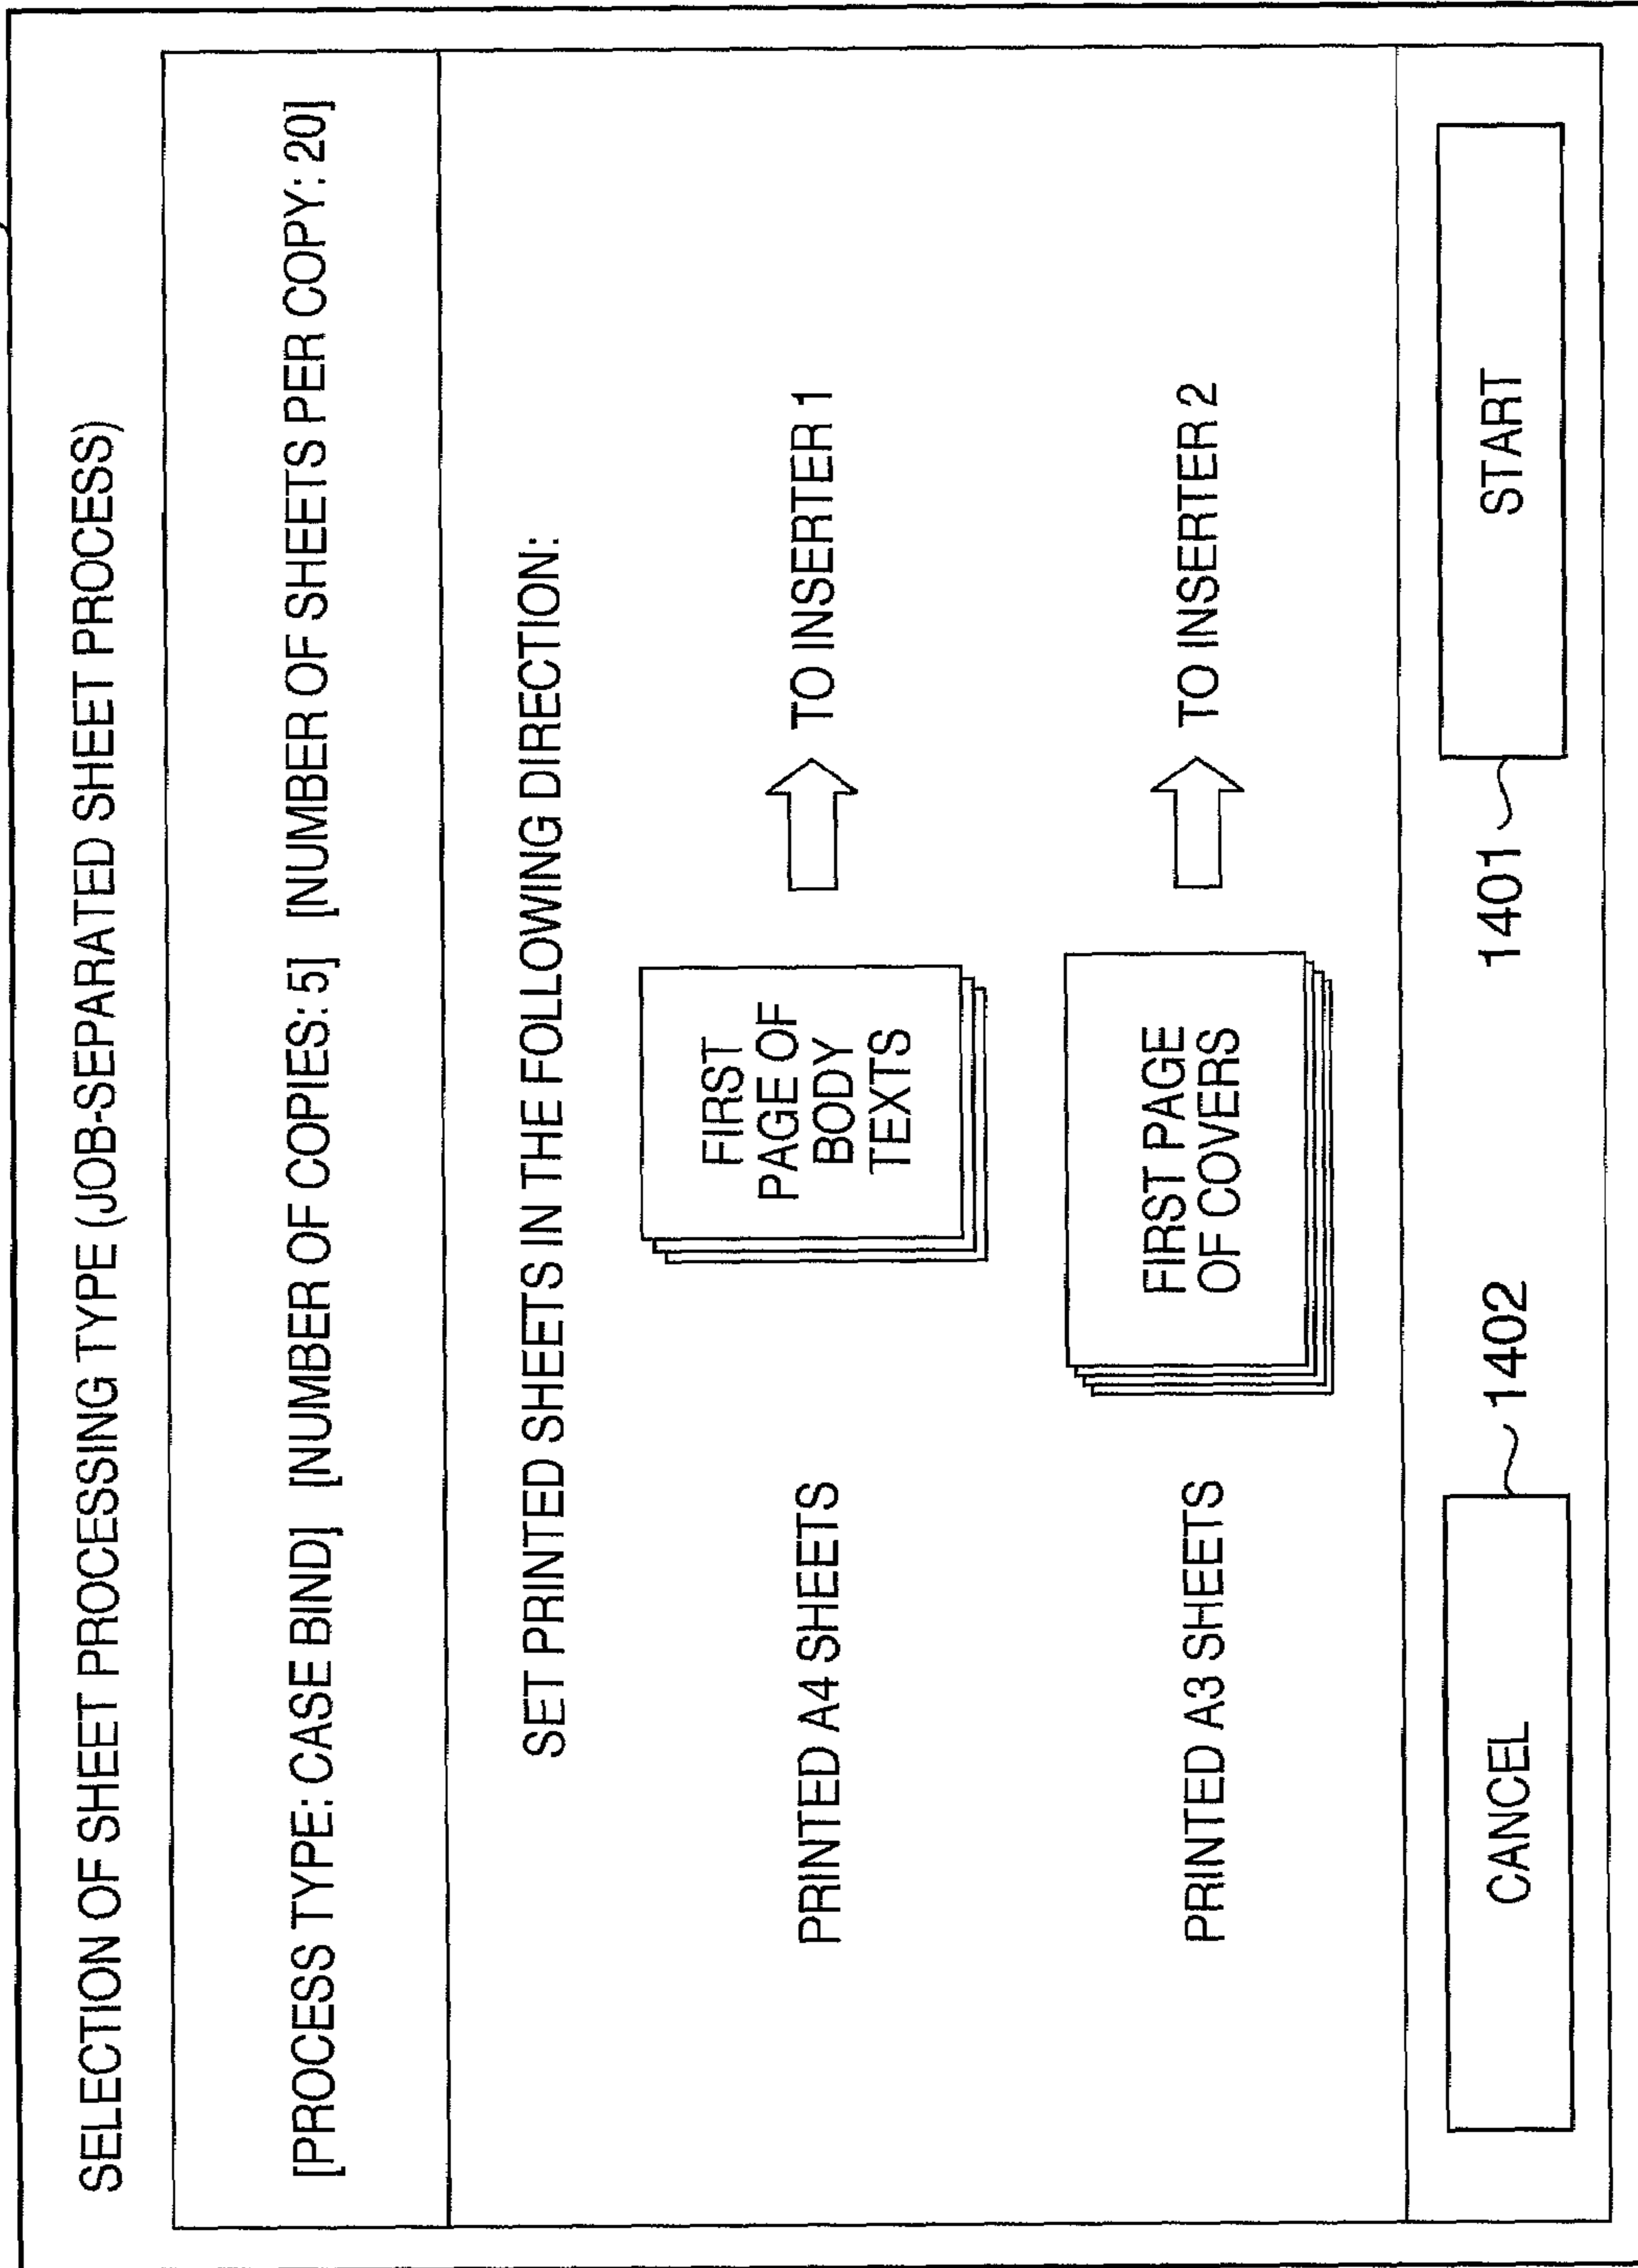 SELECTION OF SHEET PROCESSING TYPE (JOB-SEPARATED SHEET PROCESS)
[PROCESS TYPE: CASE BIND] [NUMBER OF COPIES: 5] [NUMBER OF SHEETS PER COPY: 20]
SET PRINTED SHEETS IN THE FOLLOWING DIRECTION:
PRINTED A4 SHEETS
FIRST
PAGE OF
BODY
TEXTS
TO INSERTER 1
PRINTED A3 SHEETS
FIRST PAGE
OF COVERS
TO INSERTER 2
CANCEL
1402
1401
START